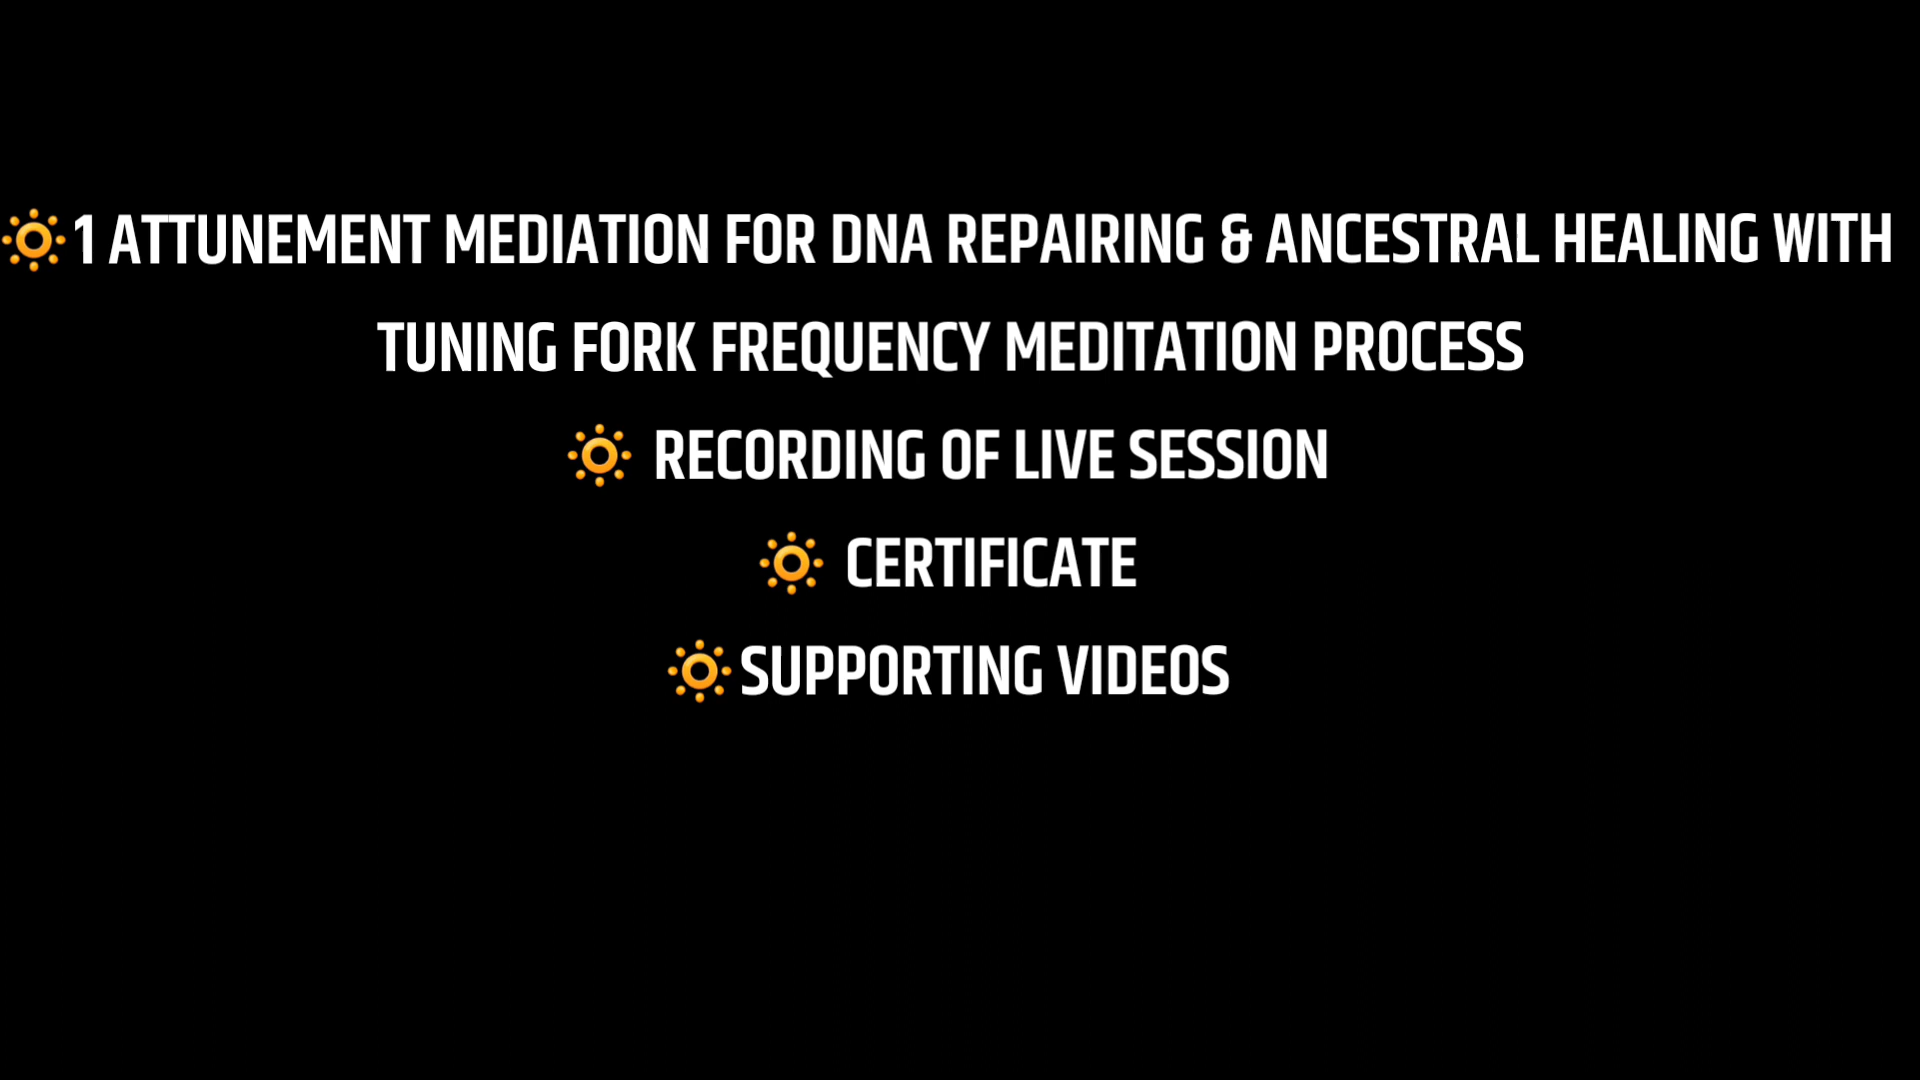 🔅1 ATTUNEMENT MEDIATION FOR DNA REPAIRING & ANCESTRAL HEALING WITH
TUNING FORK FREQUENCY MEDITATION PROCESS
🔅 RECORDING OF LIVE SESSION
🔅 CERTIFICATE
🔅SUPPORTING VIDEOS